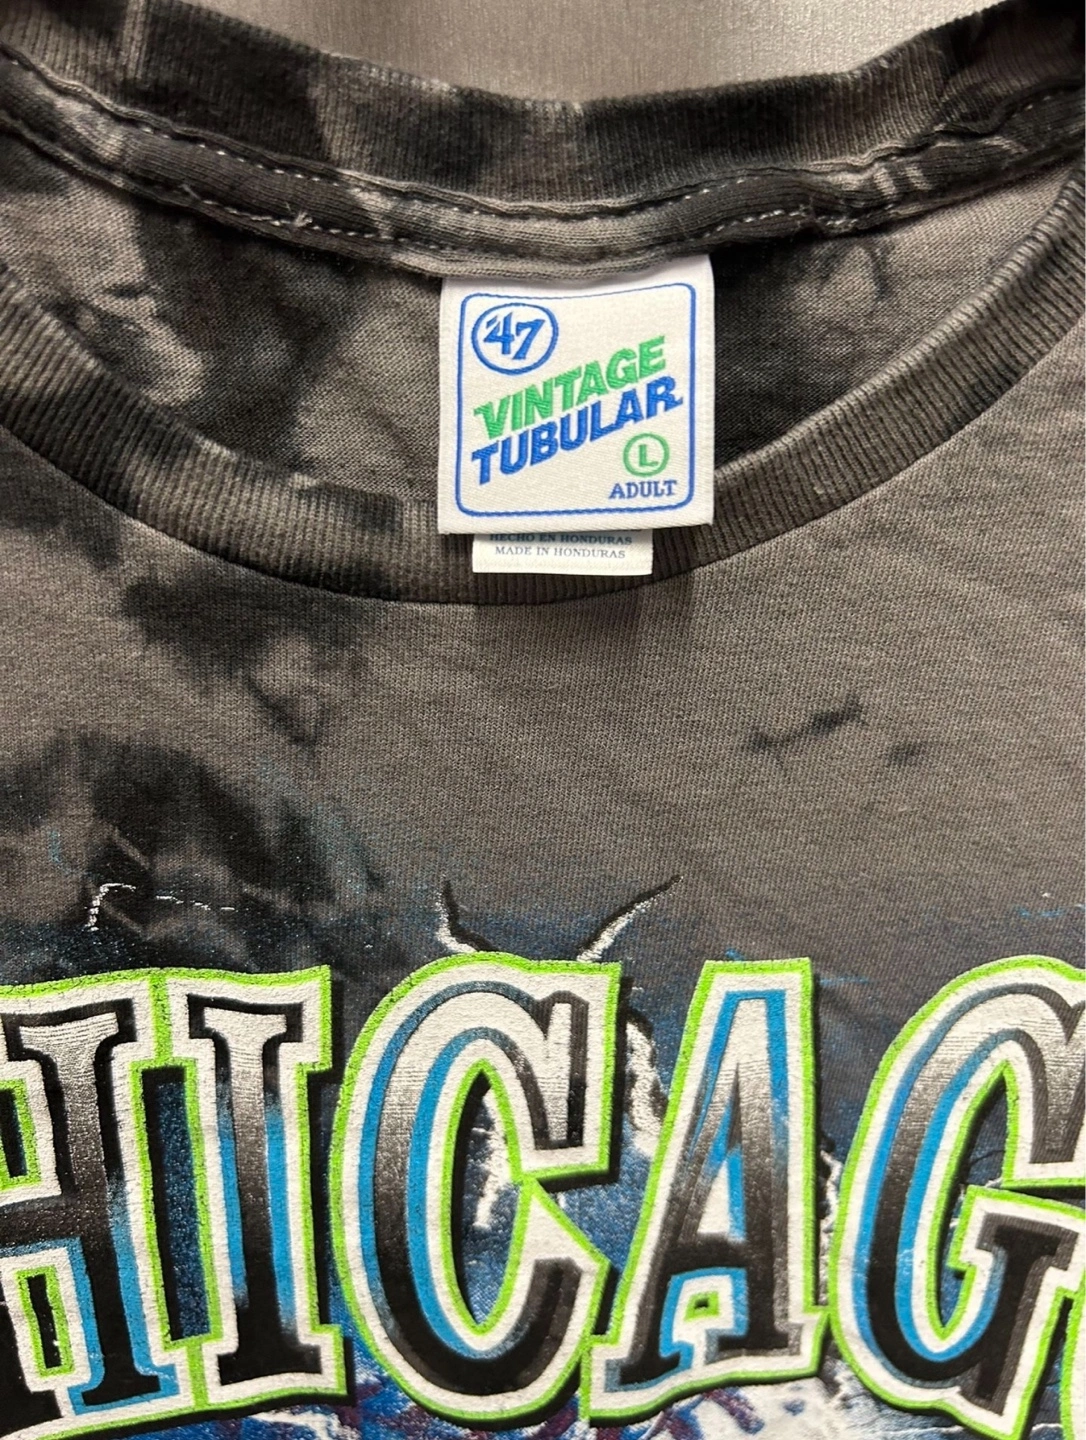 '47
VINTAGE
TUBULAR
L
ADULT
HECHO EN HONDURAS
MADE IN HONDURAS
HICAG